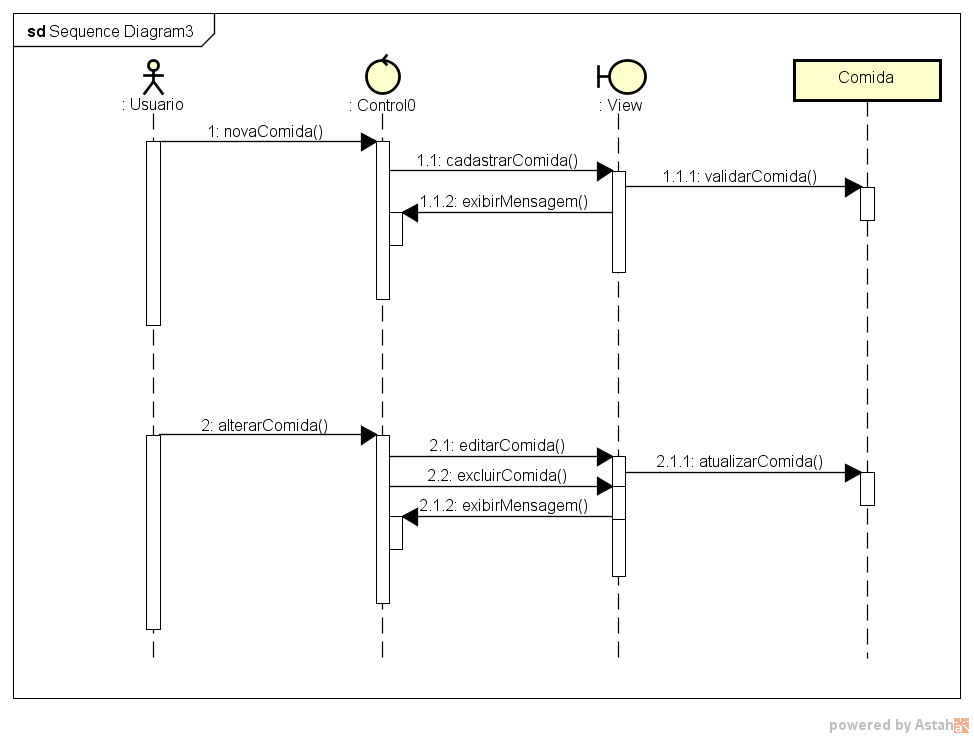 sd Sequence Diagram3
: Usuario
: Control0
: View
Comida
1: novaComida()
1.1: cadastrarComida()
1.1.1: validarComida()
1.1.2: exibirMensagem()
2: alterarComida()
2.1: editarComida()
2.1.1: atualizarComida()
2.2: excluirComida()
2.1.2: exibirMensagem()
powered by Astah